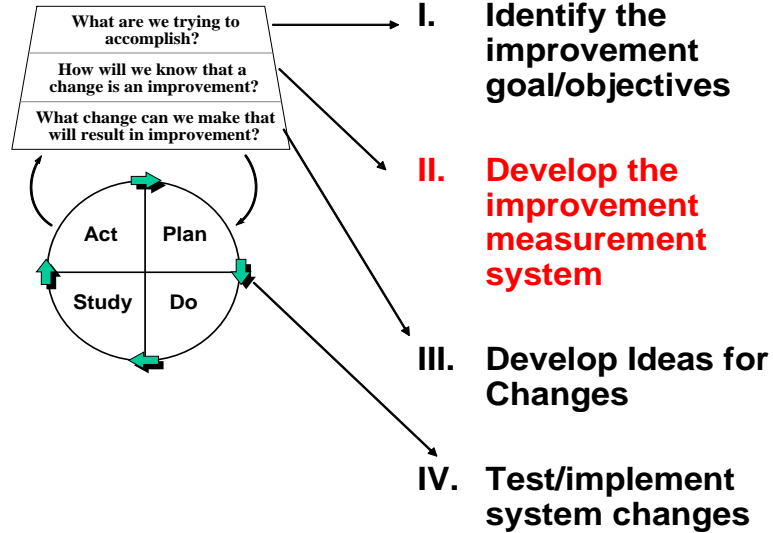 What are we trying to
accomplish?
How will we know that a
change is an improvement?
What change can we make that
will result in improvement?
Act
Plan
Study
Do
I. Identify the
improvement
goal/objectives
II. Develop the
improvement
measurement
system
III. Develop Ideas for
Changes
IV. Test/implement
system changes